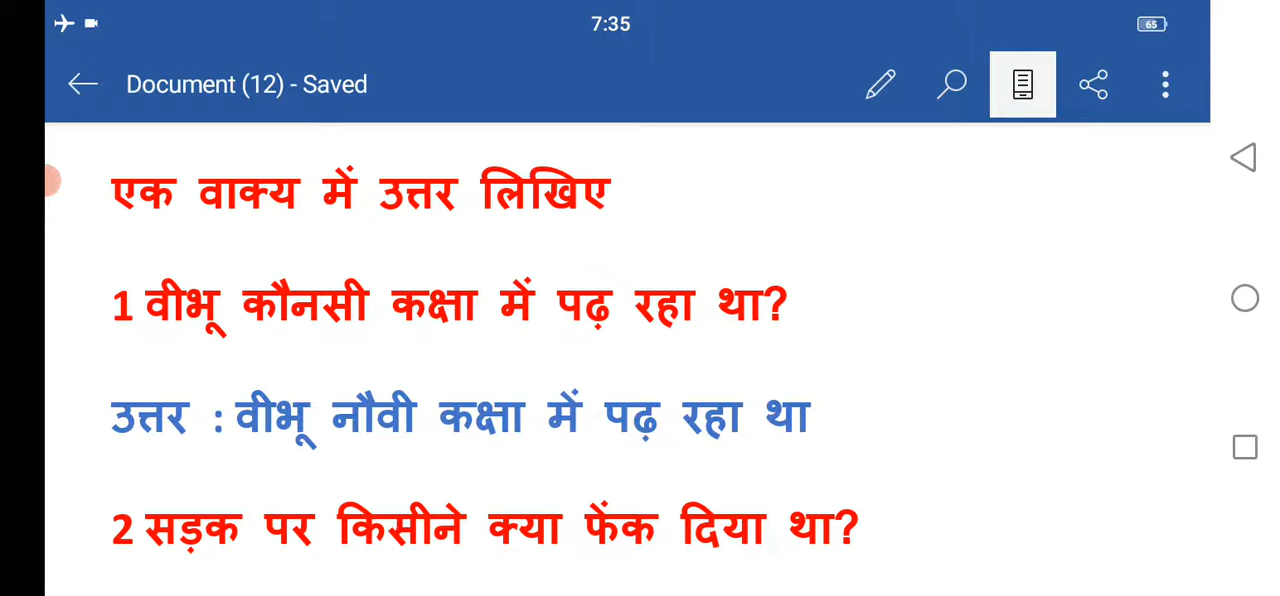 7:35
65
Document (12) - Saved
एक वाक्य में उत्तर लिखिए
1 वीभू कौनसी कक्षा में पढ़ रहा था?
उत्तर : वीभू नौवी कक्षा में पढ़ रहा था
2 सड़क पर किसीने क्या फेंक दिया था?